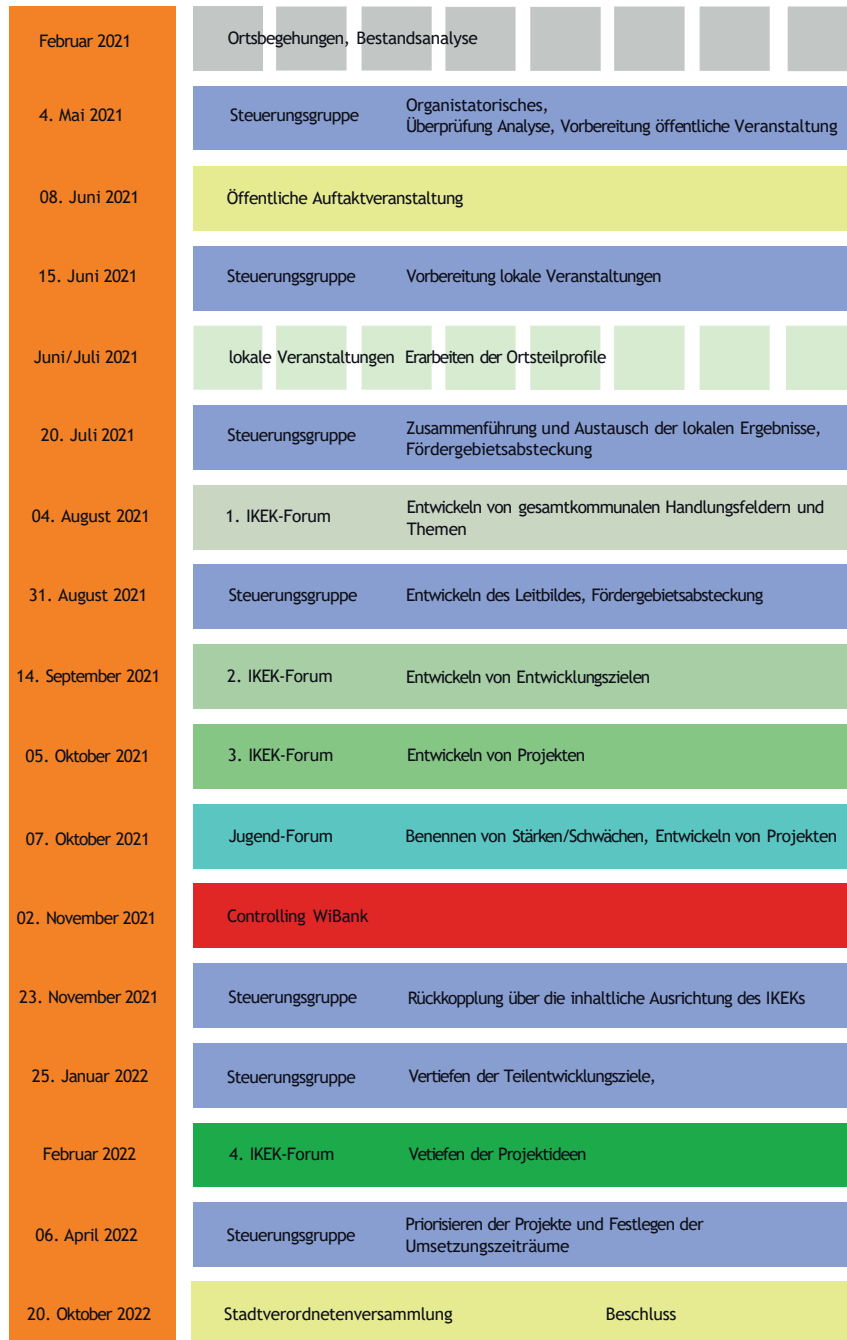 Februar 2021 Ortsbegehungen, Bestandsanalyse
4. Mai 2021 Steuerungsgruppe Organistatorisches,
Überprüfung Analyse, Vorbereitung öffentliche Veranstaltung
08. Juni 2021 Öffentliche Auftaktveranstaltung
15. Juni 2021 Steuerungsgruppe Vorbereitung lokale Veranstaltungen
Juni/Juli 2021 lokale Veranstaltungen Erarbeiten der Ortsteilprofile
20. Juli 2021 Steuerungsgruppe Zusammenführung und Austausch der lokalen Ergebnisse,
Fördergebietsabsteckung
04. August 2021 1. IKEK-Forum Entwickeln von gesamtkommunalen Handlungsfeldern und
Themen
31. August 2021 Steuerungsgruppe Entwickeln des Leitbildes, Fördergebietsabsteckung
14. September 2021 2. IKEK-Forum Entwickeln von Entwicklungszielen
05. Oktober 2021 3. IKEK-Forum Entwickeln von Projekten
07. Oktober 2021 Jugend-Forum Benennen von Stärken/Schwächen, Entwickeln von Projekten
02. November 2021 Controlling WiBank
23. November 2021 Steuerungsgruppe Rückkopplung über die inhaltliche Ausrichtung des IKEKs
25. Januar 2022 Steuerungsgruppe Vertiefen der Teilentwicklungsziele,
Februar 2022 4. IKEK-Forum Vetiefen der Projektideen
06. April 2022 Steuerungsgruppe Priorisieren der Projekte und Festlegen der
Umsetzungszeiträume
20. Oktober 2022 Stadtverordnetenversammlung Beschluss